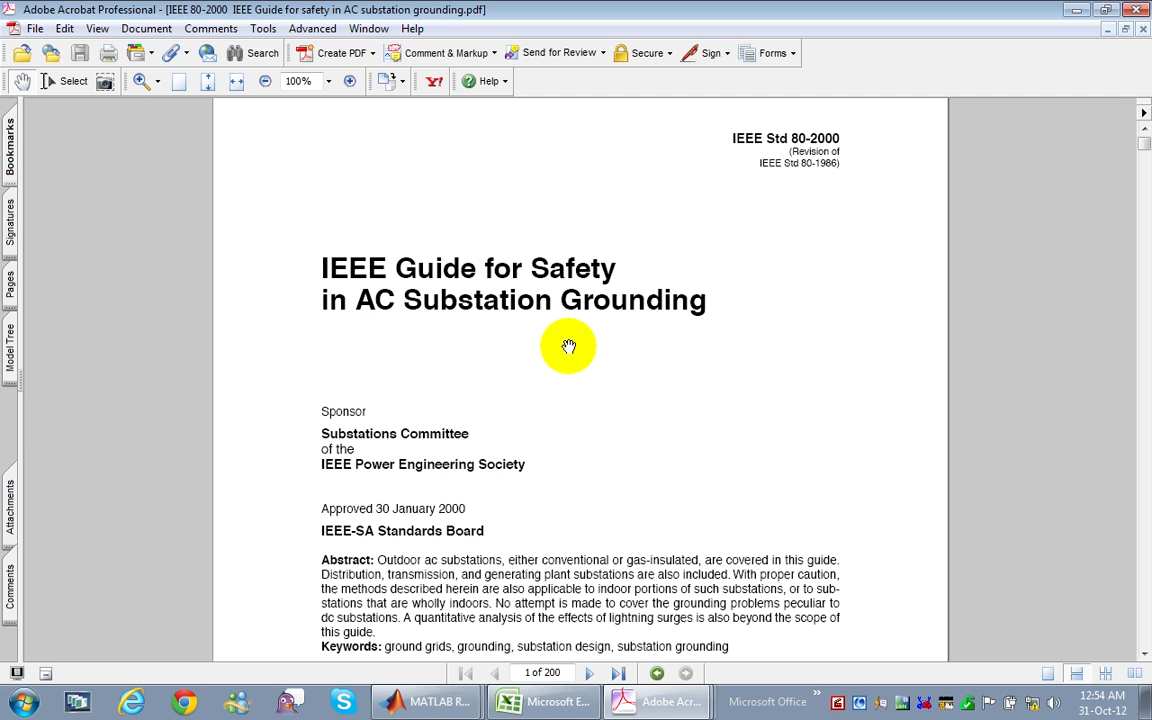 Adobe Acrobat Professional - [IEEE 80-2000 IEEE Guide for safety in AC substation grounding.pdf]
File Edit View Document Comments Tools Advanced Window Help
Search Create PDF Comment & Markup Send for Review Secure Sign Forms
Select 100% Y! Help
Bookmarks
Signatures
Pages
Model Tree
Attachments
Comments
IEEE Std 80-2000
(Revision of
IEEE Std 80-1986)
IEEE Guide for Safety
in AC Substation Grounding
Sponsor
Substations Committee
of the
IEEE Power Engineering Society
Approved 30 January 2000
IEEE-SA Standards Board
Abstract: Outdoor ac substations, either conventional or gas-insulated, are covered in this guide.
Distribution, transmission, and generating plant substations are also included. With proper caution,
the methods described herein are also applicable to indoor portions of such substations, or to sub-
stations that are wholly indoors. No attempt is made to cover the grounding problems peculiar to
dc substations. A quantitative analysis of the effects of lightning surges is also beyond the scope of
this guide.
Keywords: ground grids, grounding, substation design, substation grounding
1 of 200
MATLAB R... Microsoft E... Adobe Acr... Microsoft Office » 12:54 AM
31-Oct-12